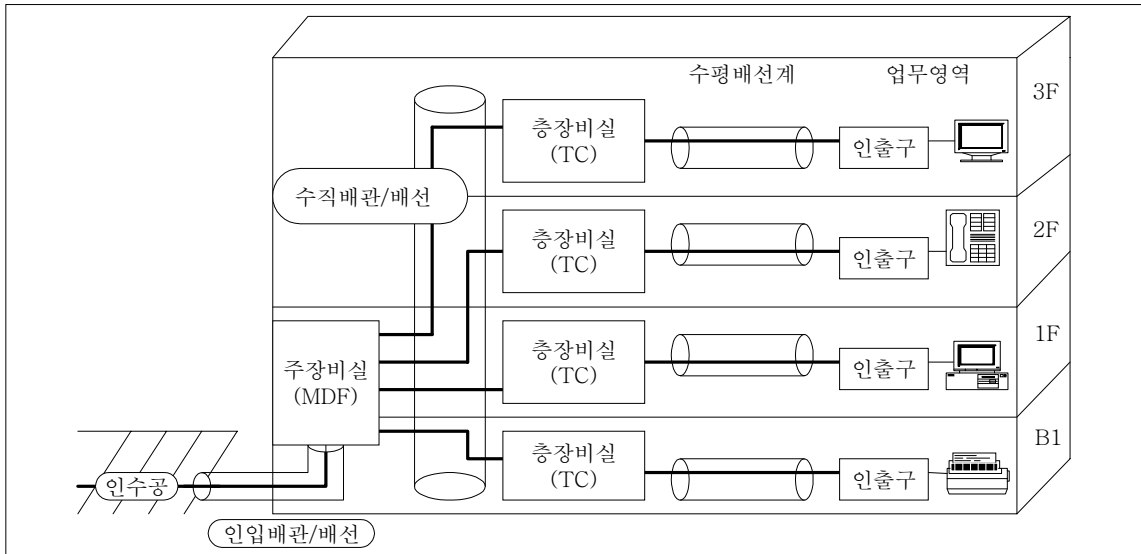 수평배선계
업무영역
3F
층장비실
(TC)
인출구
수직배관/배선
2F
층장비실
(TC)
인출구
1F
주장비실
(MDF)
층장비실
(TC)
인출구
B1
층장비실
(TC)
인출구
인수공
인입배관/배선